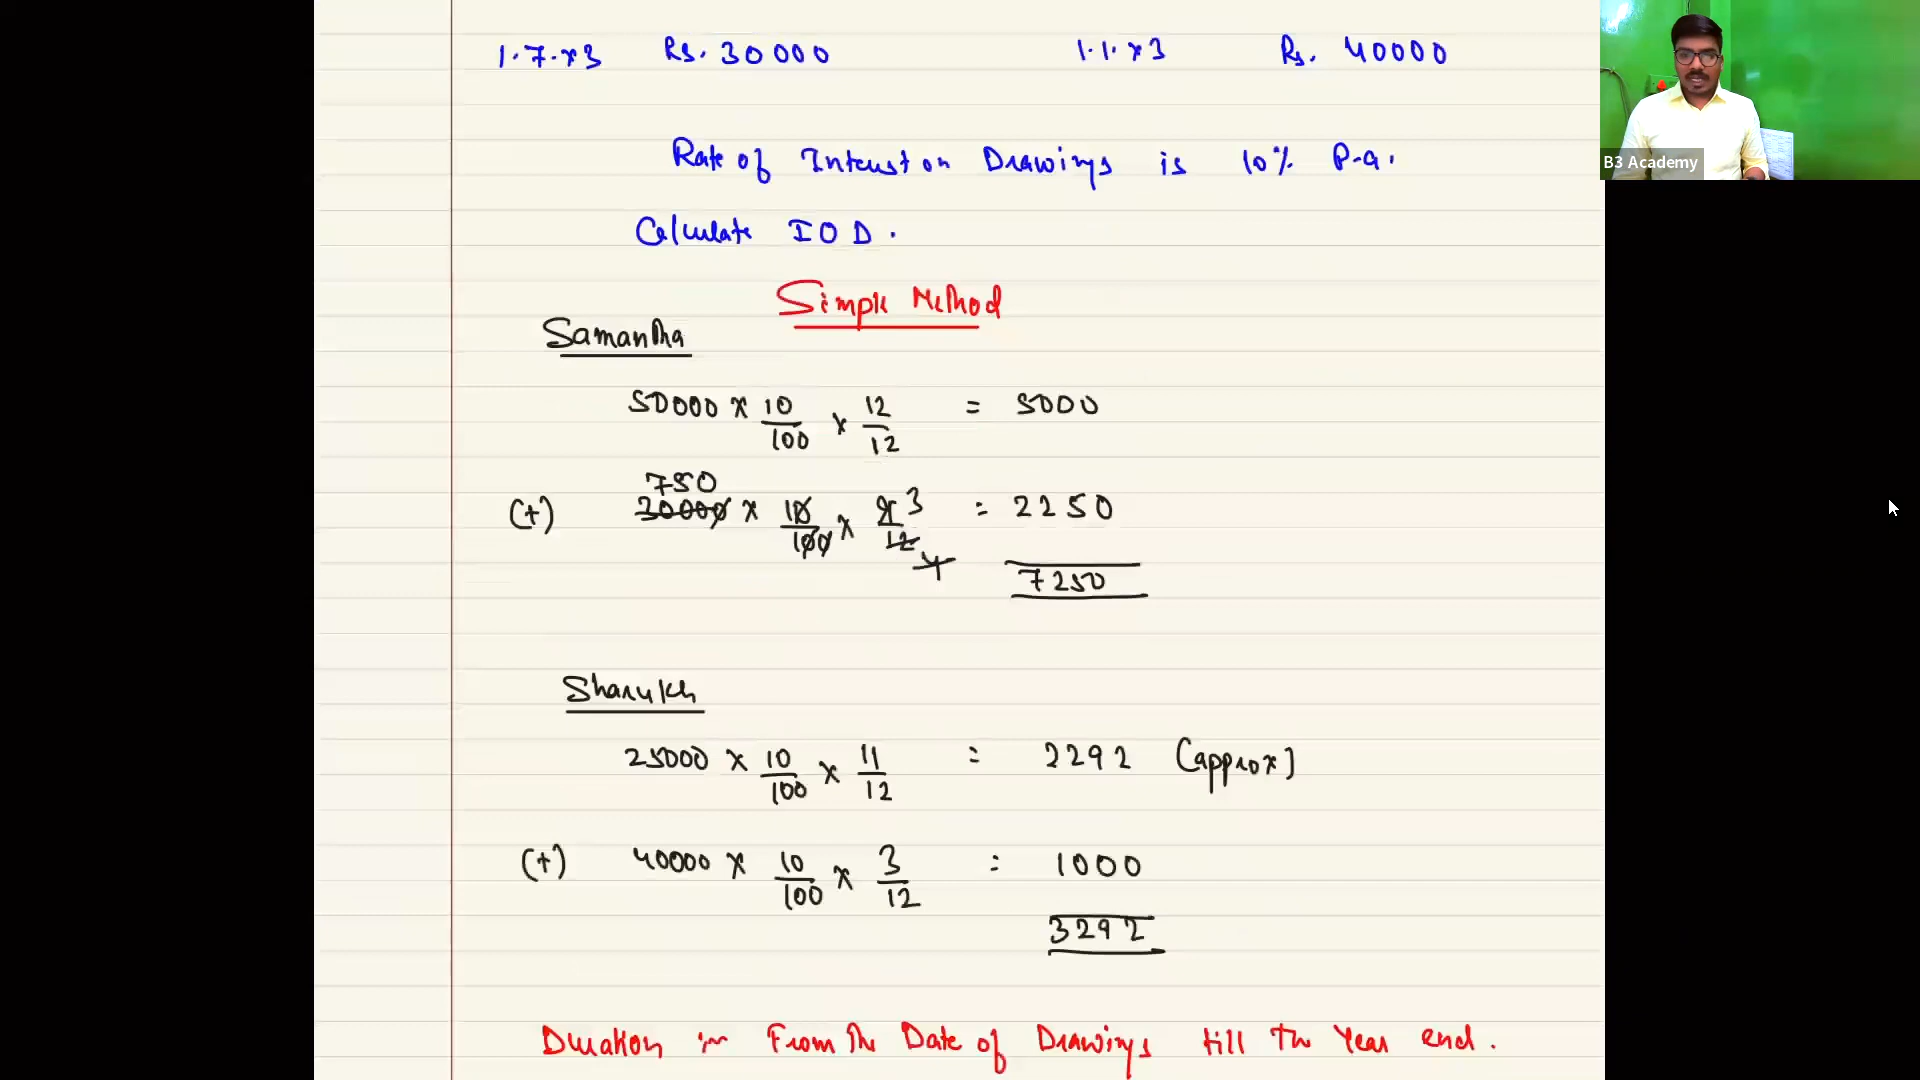 1.7.x3 Rs. 30000 1.1.x3 Rs. 40000
Rate of Interest on Drawings is 10% P.a.
B3 Academy
Calculate IOD.
Simple Method
Samantha
50000 x 10/100 x 12/12 = 5000
750
(+) 30000 x 10/100 x 9/12 3 = 2250
4
7250
Sharukh
25000 x 10/100 x 11/12 = 2292 (approx)
(+) 40000 x 10/100 x 3/12 = 1000
3292
Duration :- From the Date of Drawings till the Year end.